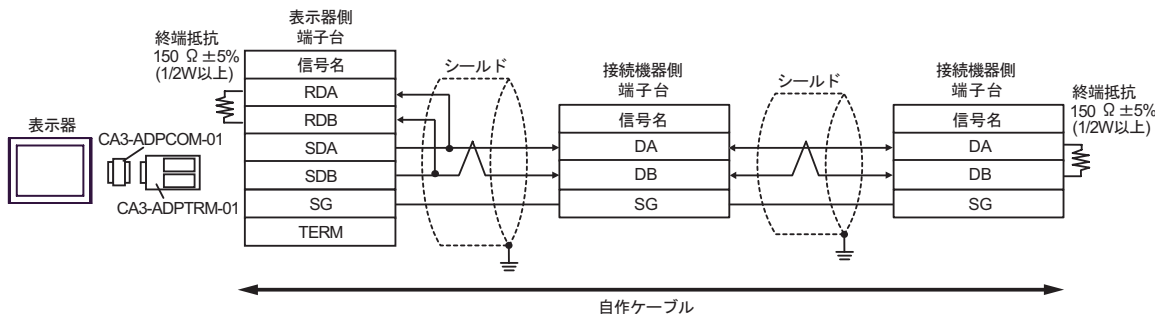 表示器
CA3-ADPCOM-01
CA3-ADPTRM-01
終端抵抗
150 Ω ±5%
(1/2W以上)
表示器側
端子台
信号名
RDA
RDB
SDA
SDB
SG
TERM
シールド
接続機器側
端子台
信号名
DA
DB
SG
シールド
接続機器側
端子台
信号名
DA
DB
SG
終端抵抗
150 Ω ±5%
(1/2W以上)
自作ケーブル